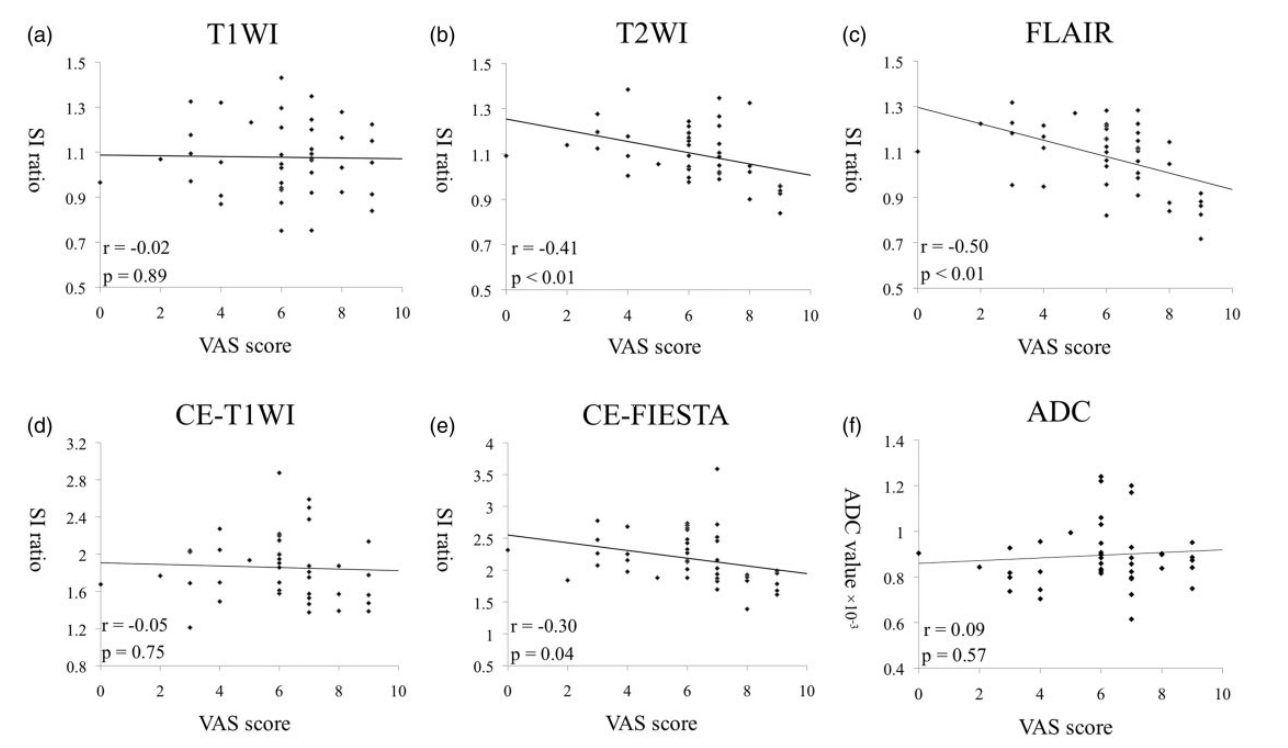 (a) T1WI
1.5
1.3
1.1
0.9
0.7
0.5
SI ratio
r = -0.02
p = 0.89
0 2 4 6 8 10
VAS score
(b) T2WI
1.5
1.3
1.1
0.9
0.7
0.5
SI ratio
r = -0.41
p < 0.01
0 2 4 6 8 10
VAS score
(c) FLAIR
1.5
1.3
1.1
0.9
0.7
0.5
SI ratio
r = -0.50
p < 0.01
0 2 4 6 8 10
VAS score
(d) CE-T1WI
3.2
2.8
2.4
2
1.6
1.2
0.8
SI ratio
r = -0.05
p = 0.75
0 2 4 6 8 10
VAS score
(e) CE-FIESTA
4
3.5
3
2.5
2
1.5
1
0.5
SI ratio
r = -0.30
p = 0.04
0 2 4 6 8 10
VAS score
(f) ADC
1.4
1.2
1
0.8
0.6
0.4
ADC value ×10⁻³
r = 0.09
p = 0.57
0 2 4 6 8 10
VAS score